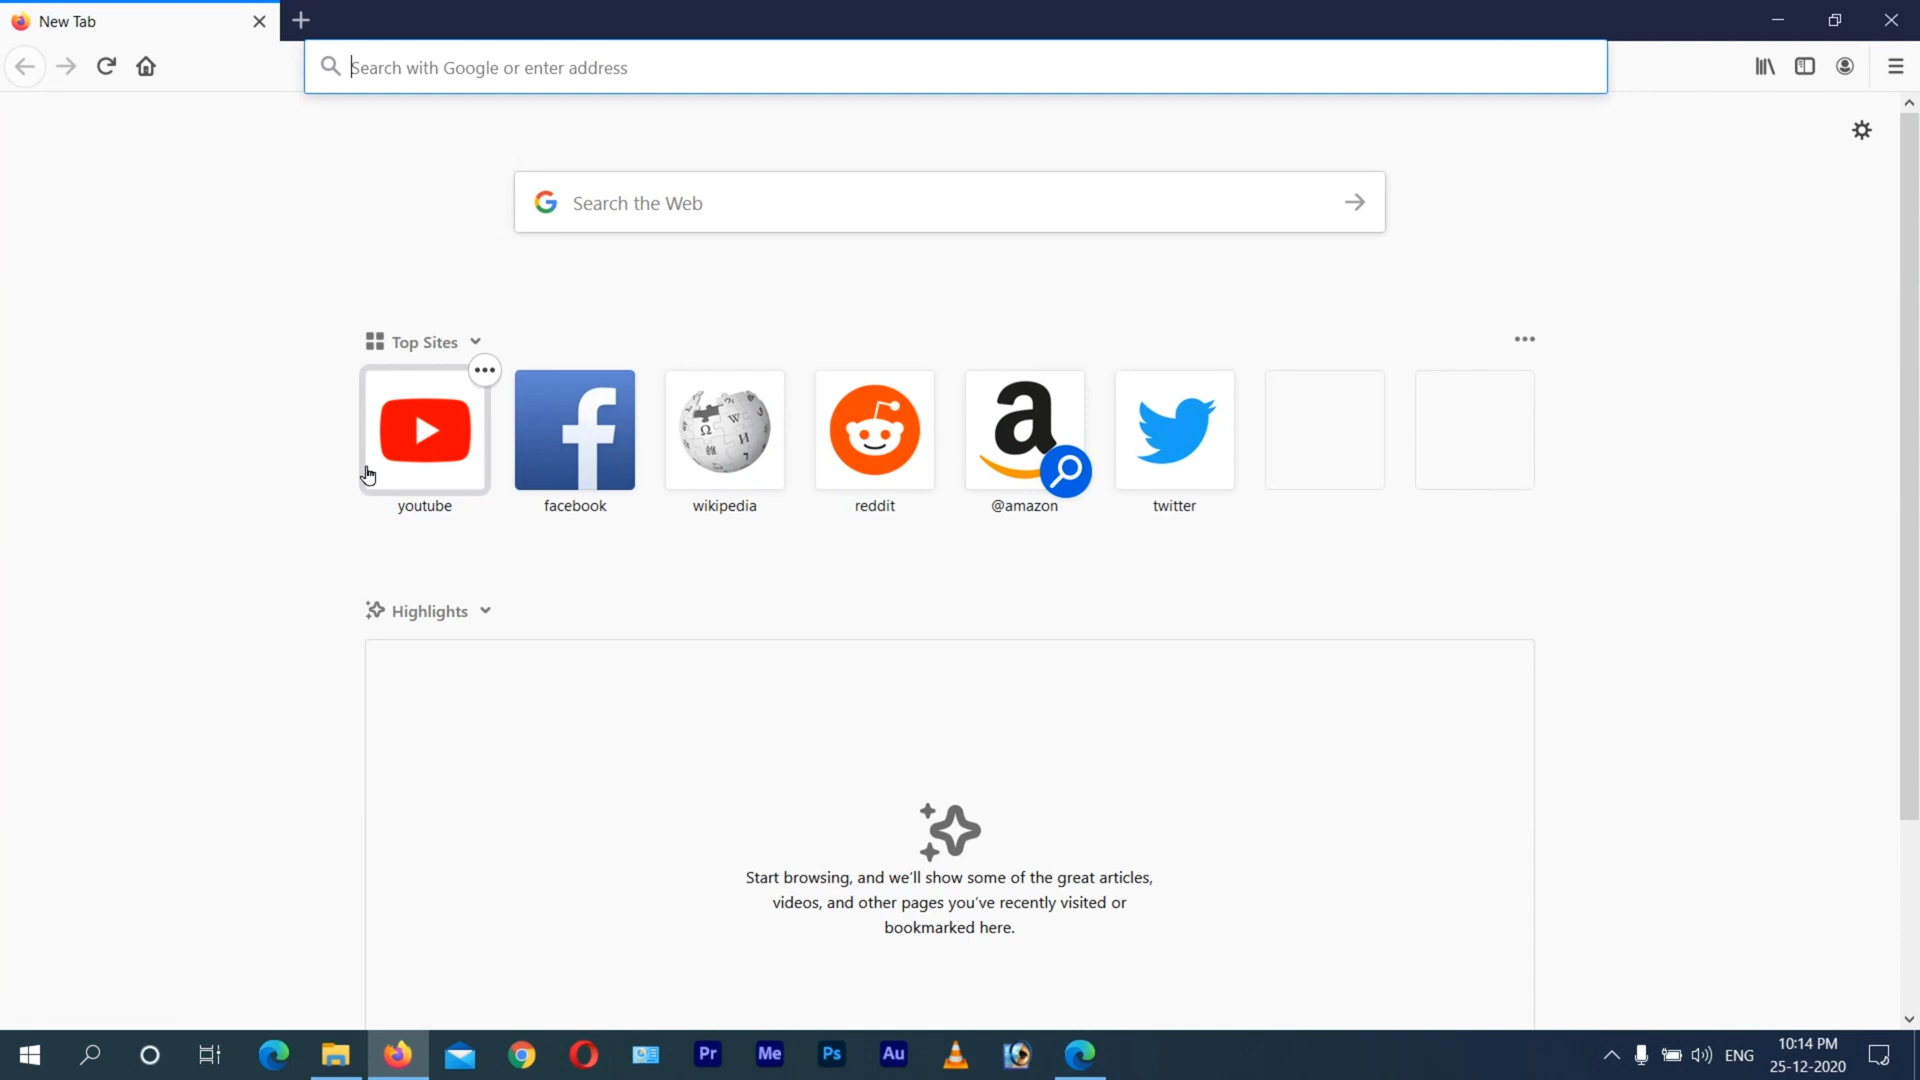 New Tab
Search with Google or enter address
Search the Web
Top Sites
youtube
facebook
wikipedia
reddit
@amazon
twitter
Highlights
Start browsing, and we'll show some of the great articles,
videos, and other pages you've recently visited or
bookmarked here.
Pr
Me
Ps
Au
ENG
10:14 PM
25-12-2020